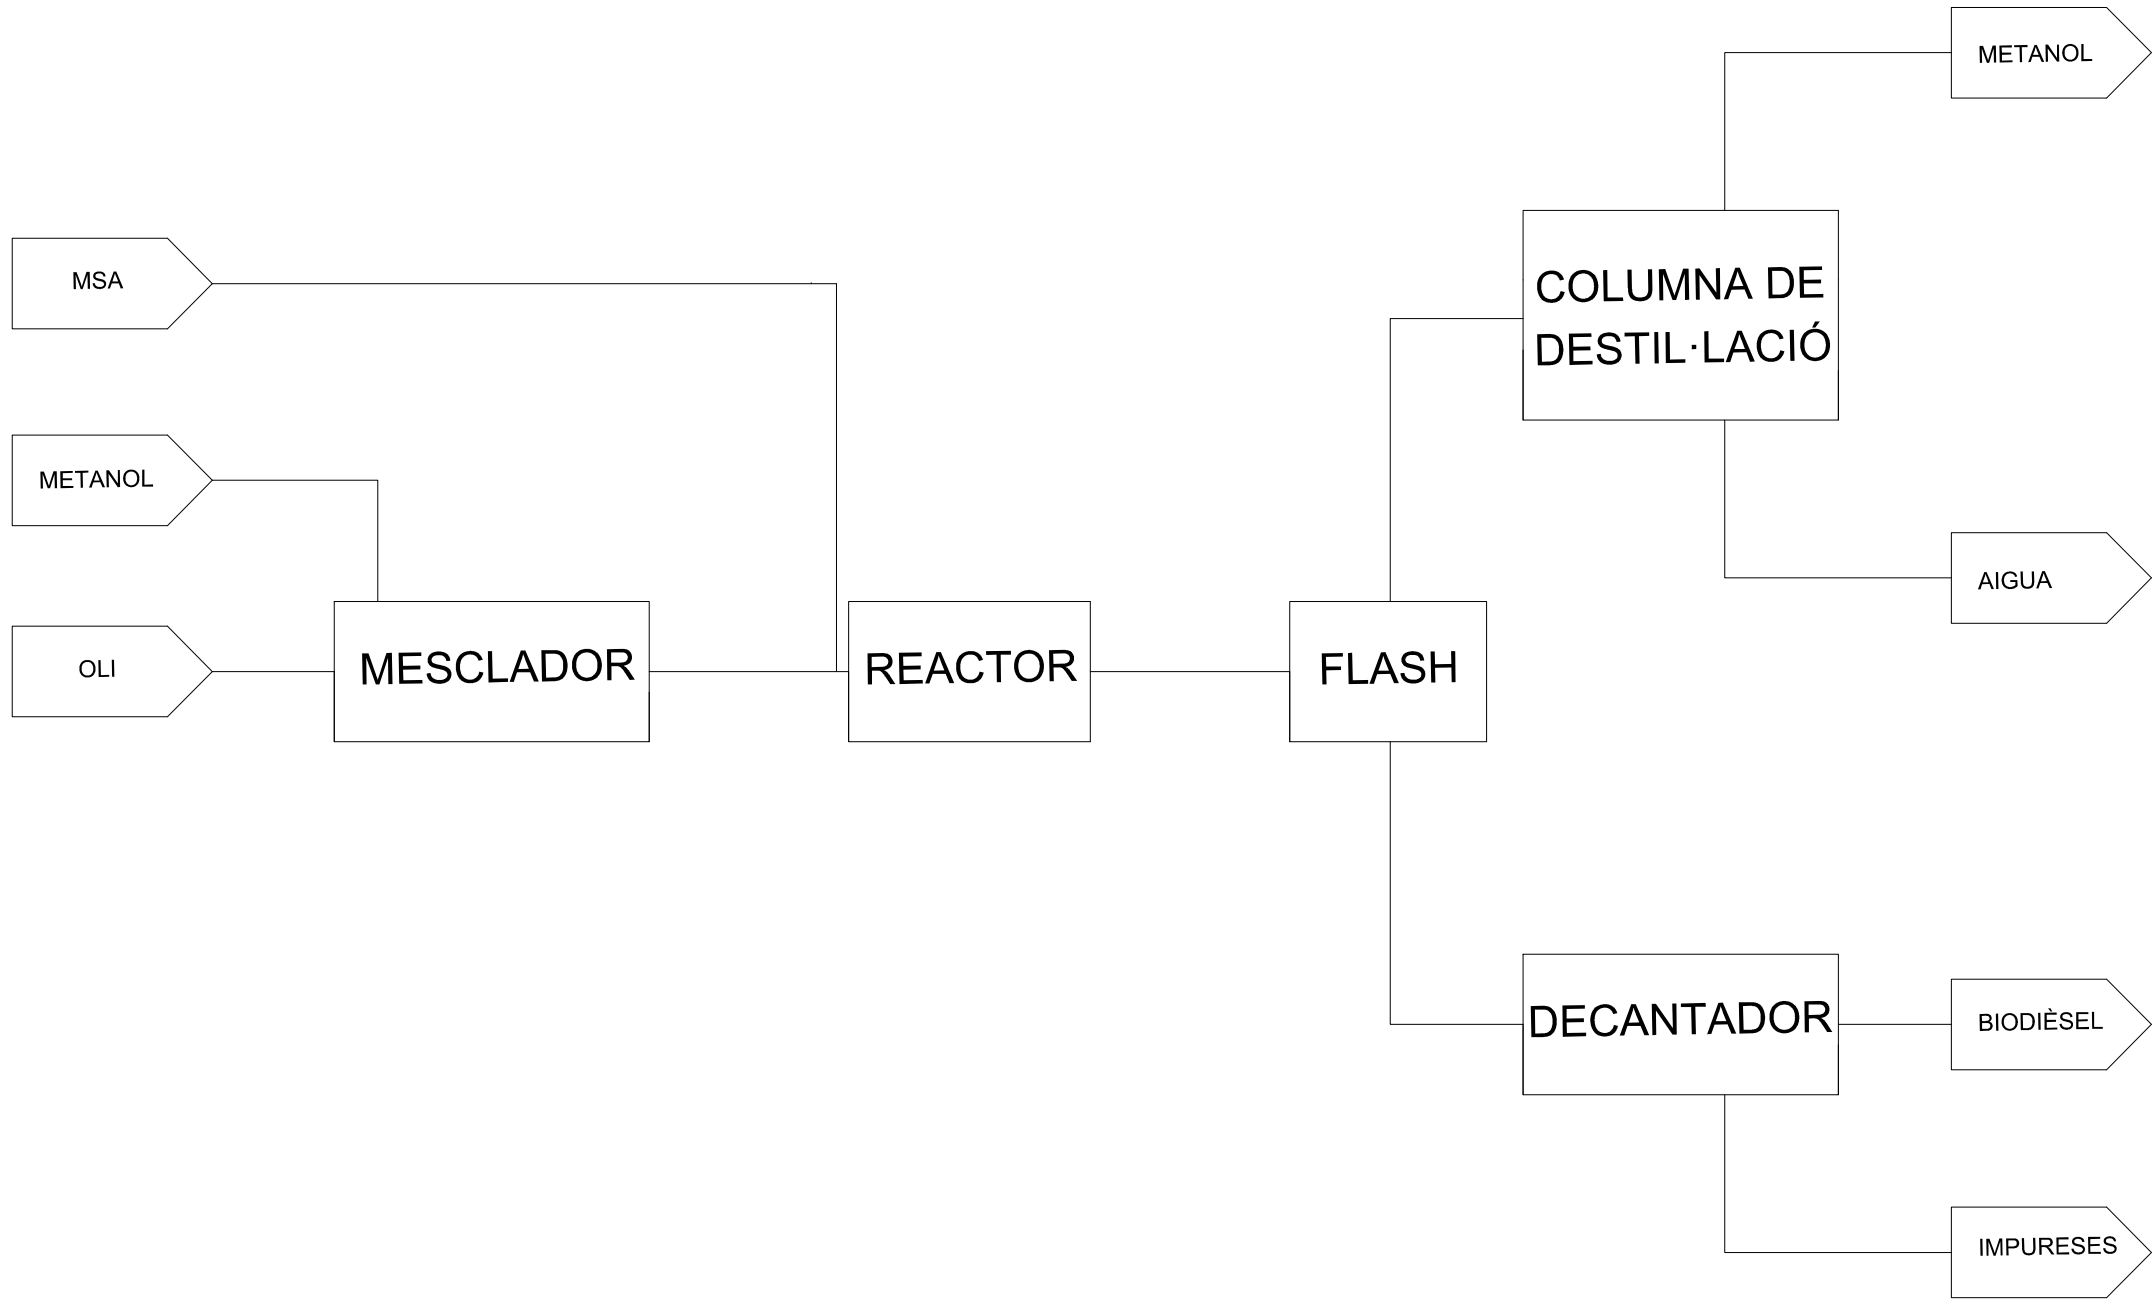 METANOL
MSA
COLUMNA DE
DESTIL·LACIÓ
METANOL
AIGUA
OLI
MESCLADOR
REACTOR
FLASH
DECANTADOR
BIODIÈSEL
IMPURESES